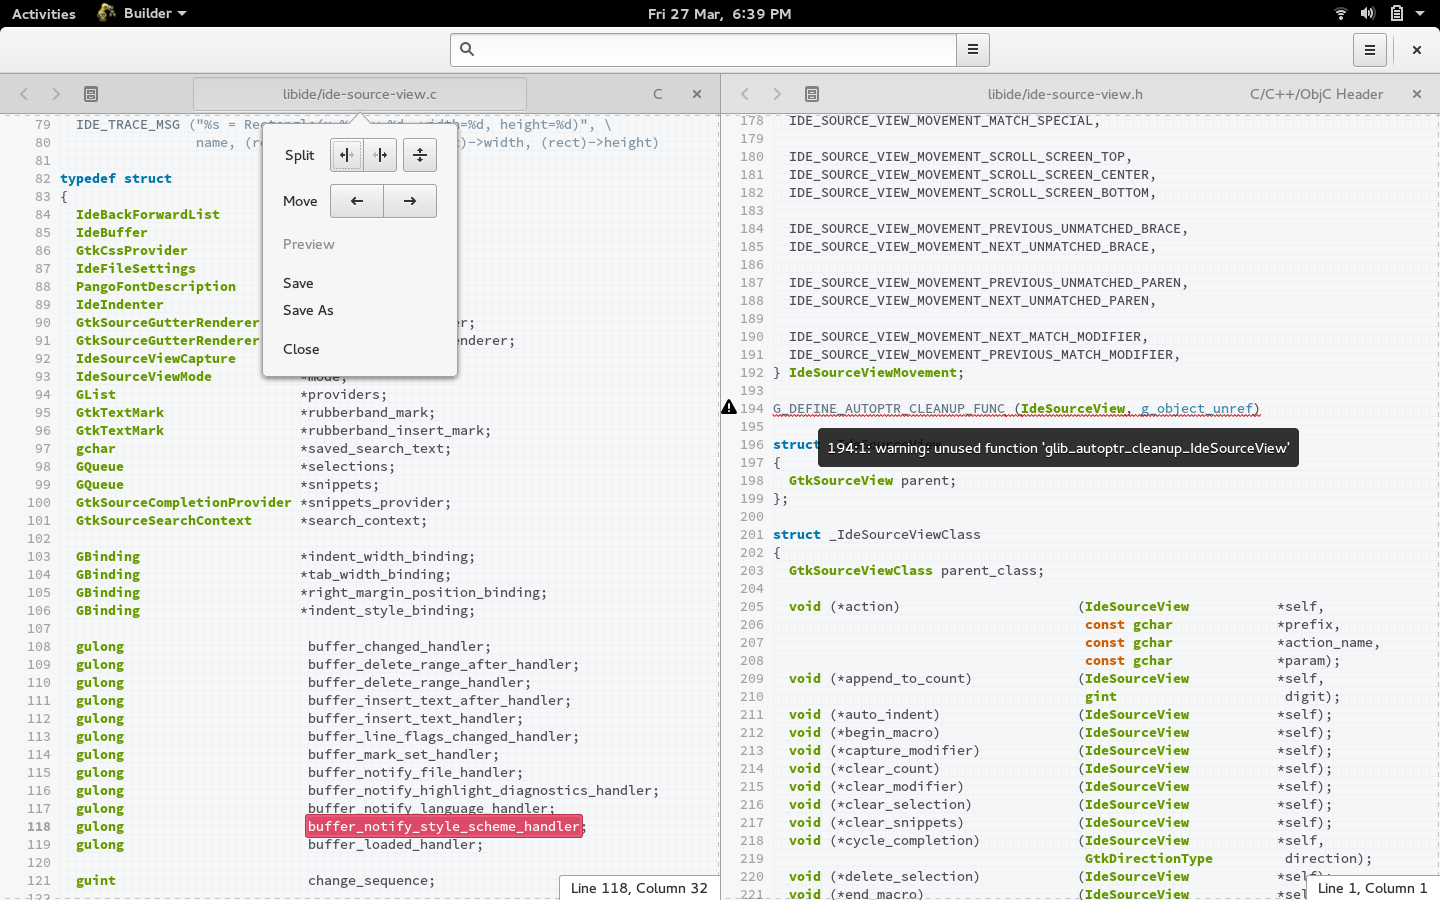 Activities Builder Fri 27 Mar, 6:39 PM
libide/ide-source-view.c C
79 IDE_TRACE_MSG ("%s = Rect d, height=%d)", \
80 name, (re )->width, (rect)->height)
81
82 typedef struct
83 {
84 IdeBackForwardList
85 IdeBuffer
86 GtkCssProvider
87 IdeFileSettings
88 PangoFontDescription
89 IdeIndenter
90 GtkSourceGutterRenderer er;
91 GtkSourceGutterRenderer enderer;
92 IdeSourceViewCapture
93 IdeSourceViewMode *mode;
94 GList *providers;
95 GtkTextMark *rubberband_mark;
96 GtkTextMark *rubberband_insert_mark;
97 gchar *saved_search_text;
98 GQueue *selections;
99 GQueue *snippets;
100 GtkSourceCompletionProvider *snippets_provider;
101 GtkSourceSearchContext *search_context;
102
103 GBinding *indent_width_binding;
104 GBinding *tab_width_binding;
105 GBinding *right_margin_position_binding;
106 GBinding *indent_style_binding;
107
108 gulong buffer_changed_handler;
109 gulong buffer_delete_range_after_handler;
110 gulong buffer_delete_range_handler;
111 gulong buffer_insert_text_after_handler;
112 gulong buffer_insert_text_handler;
113 gulong buffer_line_flags_changed_handler;
114 gulong buffer_mark_set_handler;
115 gulong buffer_notify_file_handler;
116 gulong buffer_notify_highlight_diagnostics_handler;
117 gulong buffer_notify_language_handler;
118 gulong buffer_notify_style_scheme_handler;
119 gulong buffer_loaded_handler;
120
121 guint change_sequence;
Line 118, Column 32
Split
Move
Preview
Save
Save As
Close
libide/ide-source-view.h C/C++/ObjC Header
178 IDE_SOURCE_VIEW_MOVEMENT_MATCH_SPECIAL,
179
180 IDE_SOURCE_VIEW_MOVEMENT_SCROLL_SCREEN_TOP,
181 IDE_SOURCE_VIEW_MOVEMENT_SCROLL_SCREEN_CENTER,
182 IDE_SOURCE_VIEW_MOVEMENT_SCROLL_SCREEN_BOTTOM,
183
184 IDE_SOURCE_VIEW_MOVEMENT_PREVIOUS_UNMATCHED_BRACE,
185 IDE_SOURCE_VIEW_MOVEMENT_NEXT_UNMATCHED_BRACE,
186
187 IDE_SOURCE_VIEW_MOVEMENT_PREVIOUS_UNMATCHED_PAREN,
188 IDE_SOURCE_VIEW_MOVEMENT_NEXT_UNMATCHED_PAREN,
189
190 IDE_SOURCE_VIEW_MOVEMENT_NEXT_MATCH_MODIFIER,
191 IDE_SOURCE_VIEW_MOVEMENT_PREVIOUS_MATCH_MODIFIER,
192 } IdeSourceViewMovement;
193
194 G_DEFINE_AUTOPTR_CLEANUP_FUNC (IdeSourceView, g_object_unref)
195
196 struct _IdeSourceView
194:1: warning: unused function 'glib_autoptr_cleanup_IdeSourceView'
197 {
198 GtkSourceView parent;
199 };
200
201 struct _IdeSourceViewClass
202 {
203 GtkSourceViewClass parent_class;
204
205 void (*action) (IdeSourceView *self,
206 const gchar *prefix,
207 const gchar *action_name,
208 const gchar *param);
209 void (*append_to_count) (IdeSourceView *self,
210 gint digit);
211 void (*auto_indent) (IdeSourceView *self);
212 void (*begin_macro) (IdeSourceView *self);
213 void (*capture_modifier) (IdeSourceView *self);
214 void (*clear_count) (IdeSourceView *self);
215 void (*clear_modifier) (IdeSourceView *self);
216 void (*clear_selection) (IdeSourceView *self);
217 void (*clear_snippets) (IdeSourceView *self);
218 void (*cycle_completion) (IdeSourceView *self,
219 GtkDirectionType direction);
220 void (*delete_selection) (IdeSourceView *self);
221 void (*end_macro) (IdeSourceView *sel
Line 1, Column 1